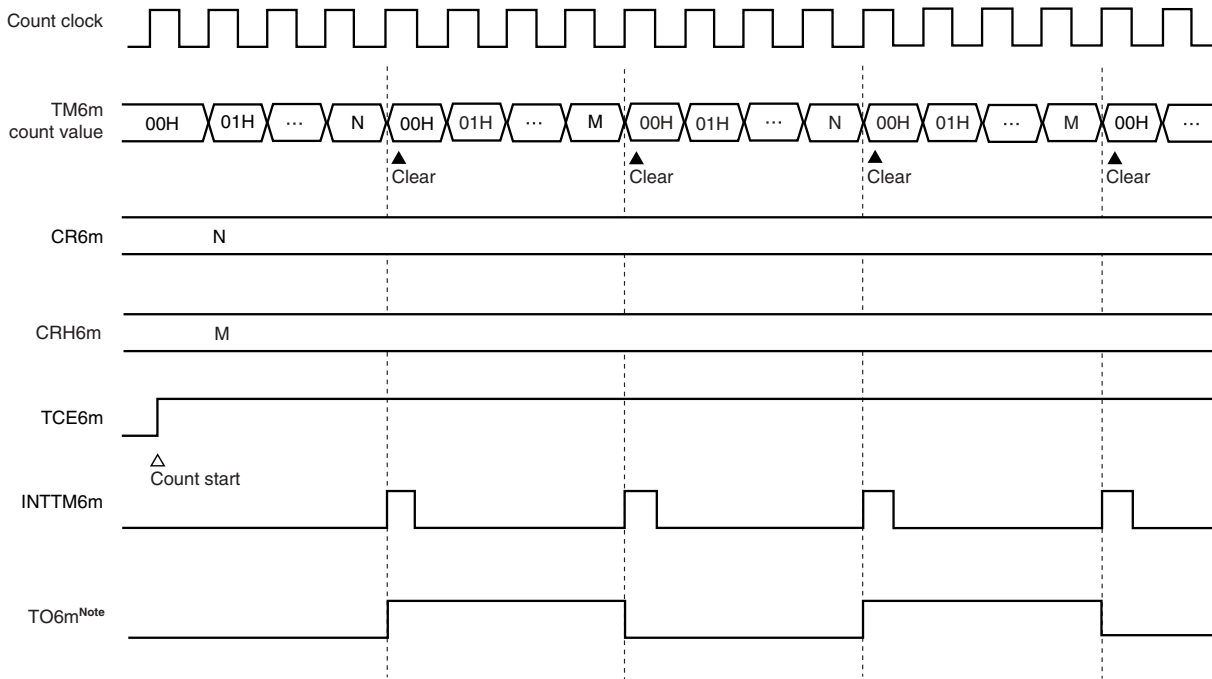 Count clock
TM6m
count value
00H 01H ... N 00H 01H ... M 00H 01H ... N 00H 01H ... M 00H ...
Clear Clear Clear Clear
CR6m N
CRH6m M
TCE6m
Count start
INTTM6m
TO6mNote